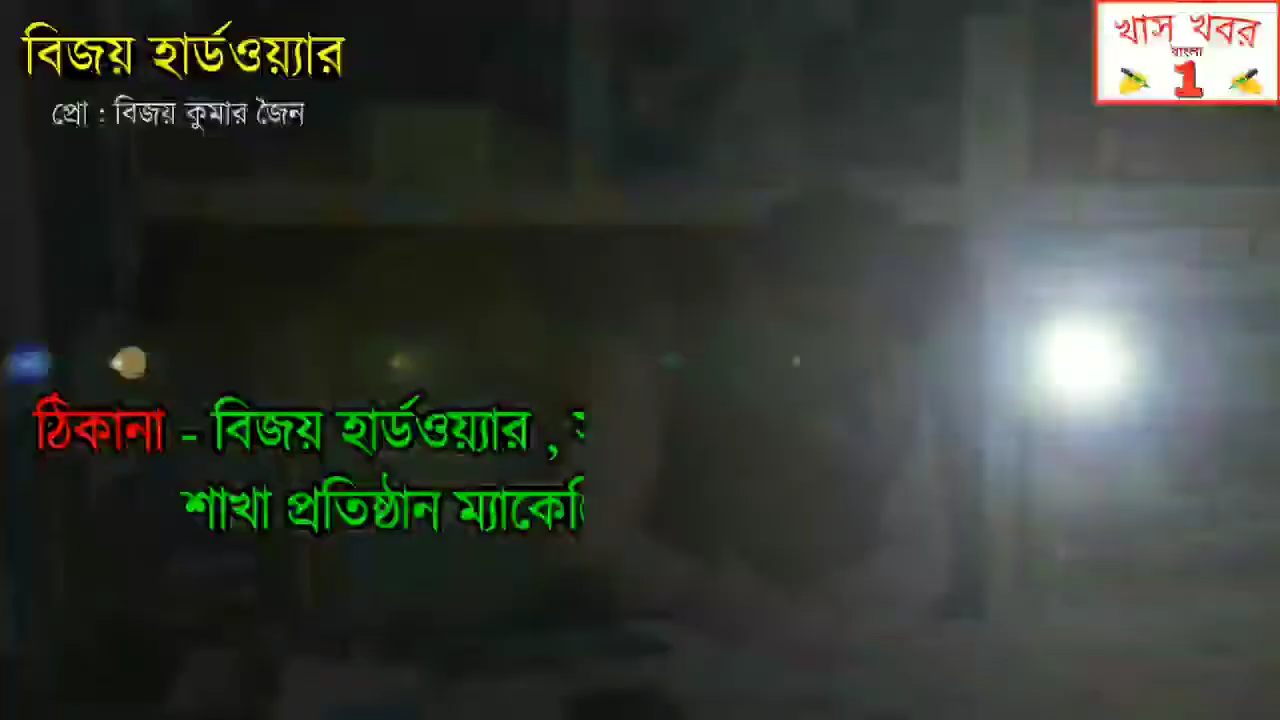 বিজয় হার্ডওয়্যার
প্রো : বিজয় কুমার জৈন
খাস খবর
বাংলা
1
ঠিকানা - বিজয় হার্ডওয়্যার ,
শাখা প্রতিষ্ঠান